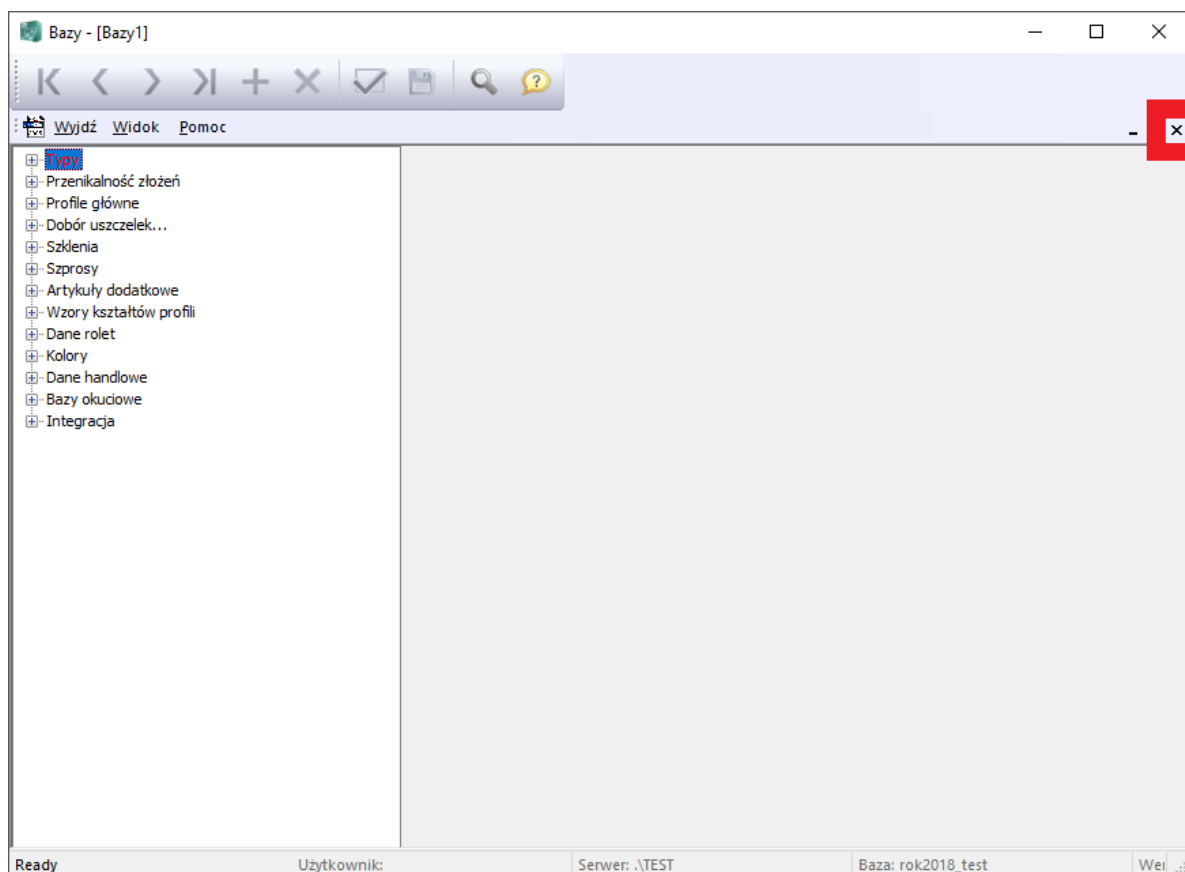 Bazy - [Bazy1]
Wyjdź Widok Pomoc
Typy
Przenikalność złożeń
Profile główne
Dobór uszczelek...
Szklenia
Szprosy
Artykuły dodatkowe
Wzory kształtów profili
Dane rolet
Kolory
Dane handlowe
Bazy okuciowe
Integracja
Ready Użytkownik: Serwer: .\TEST Baza: rok2018_test Wer